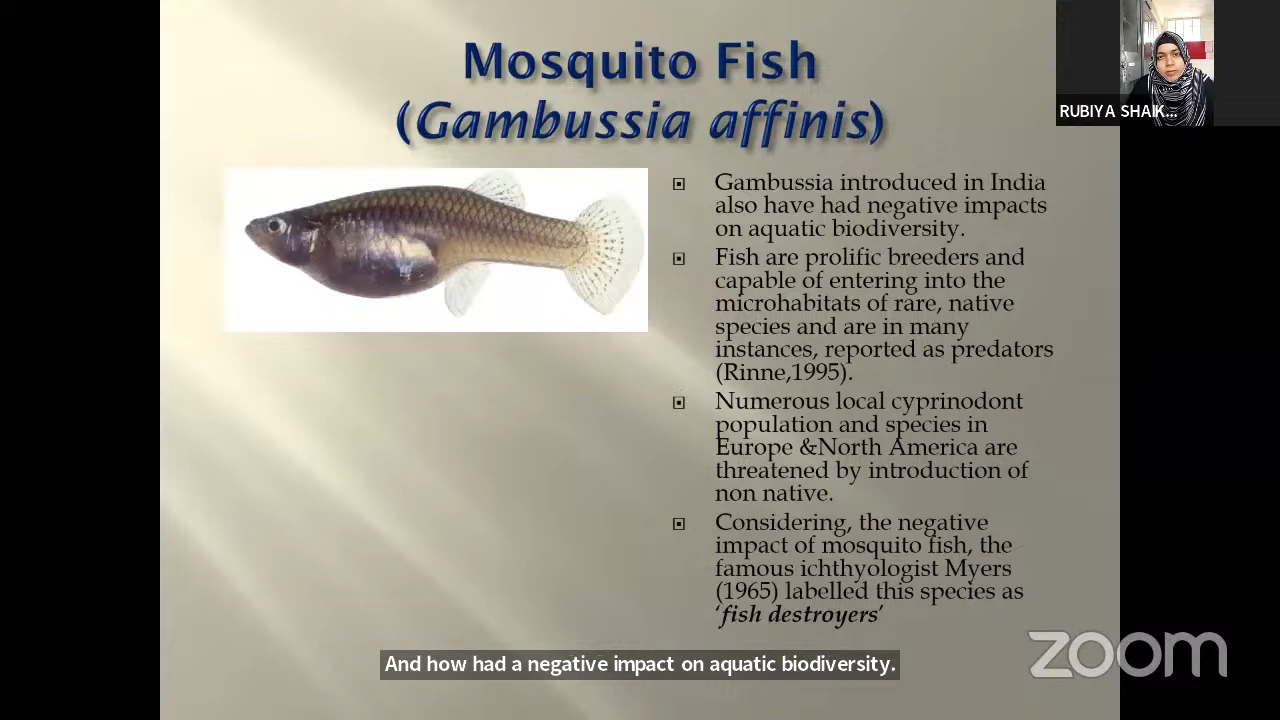 Mosquito Fish
(Gambussia affinis)
RUBIYA SHAIK...
Gambussia introduced in India
also have had negative impacts
on aquatic biodiversity.
Fish are prolific breeders and
capable of entering into the
microhabitats of rare, native
species and are in many
instances, reported as predators
(Rinne,1995).
Numerous local cyprinodont
population and species in
Europe &North America are
threatened by introduction of
non native.
Considering, the negative
impact of mosquito fish, the
famous ichthyologist Myers
(1965) labelled this species as
‘fish destroyers’
And how had a negative impact on aquatic biodiversity.
zoom